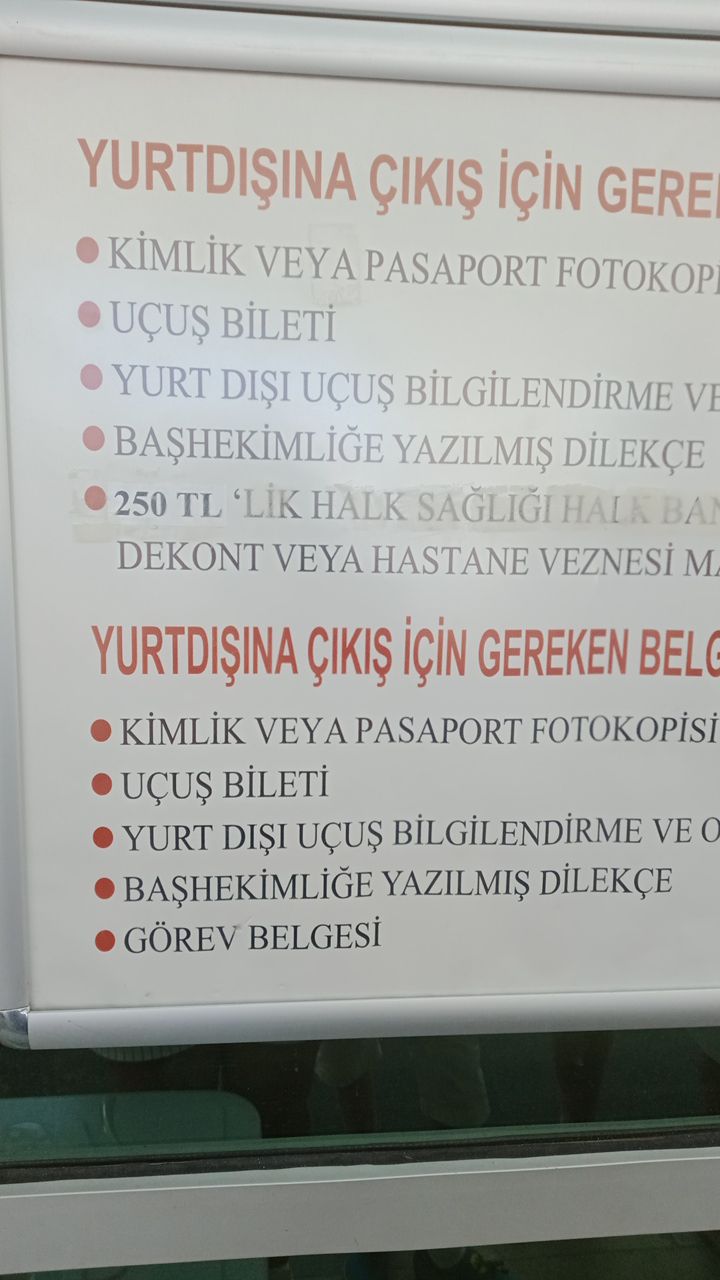 YURTDIŞINA ÇIKIŞ İÇİN
KİMLİK VEYA PASAPORT
UÇUŞ BİLETİ
YURT DIŞI UÇUŞ BİLGİLENDİRME
BAŞHEKİMLİĞE YAZILMIŞ DİLEKÇE
250 TL 'LİK HALK SAĞLIĞI HALK
DEKONT VEYA HASTANE VEZNESİ
YURTDIŞINA ÇIKIŞ İÇİN GEREKEN
KİMLİK VEYA PASAPORT FOTOKOPİSİ
UÇUŞ BİLETİ
YURT DIŞI UÇUŞ BİLGİLENDİRME VE
BAŞHEKİMLİĞE YAZILMIŞ DİLEKÇE
GÖREV BELGESİ